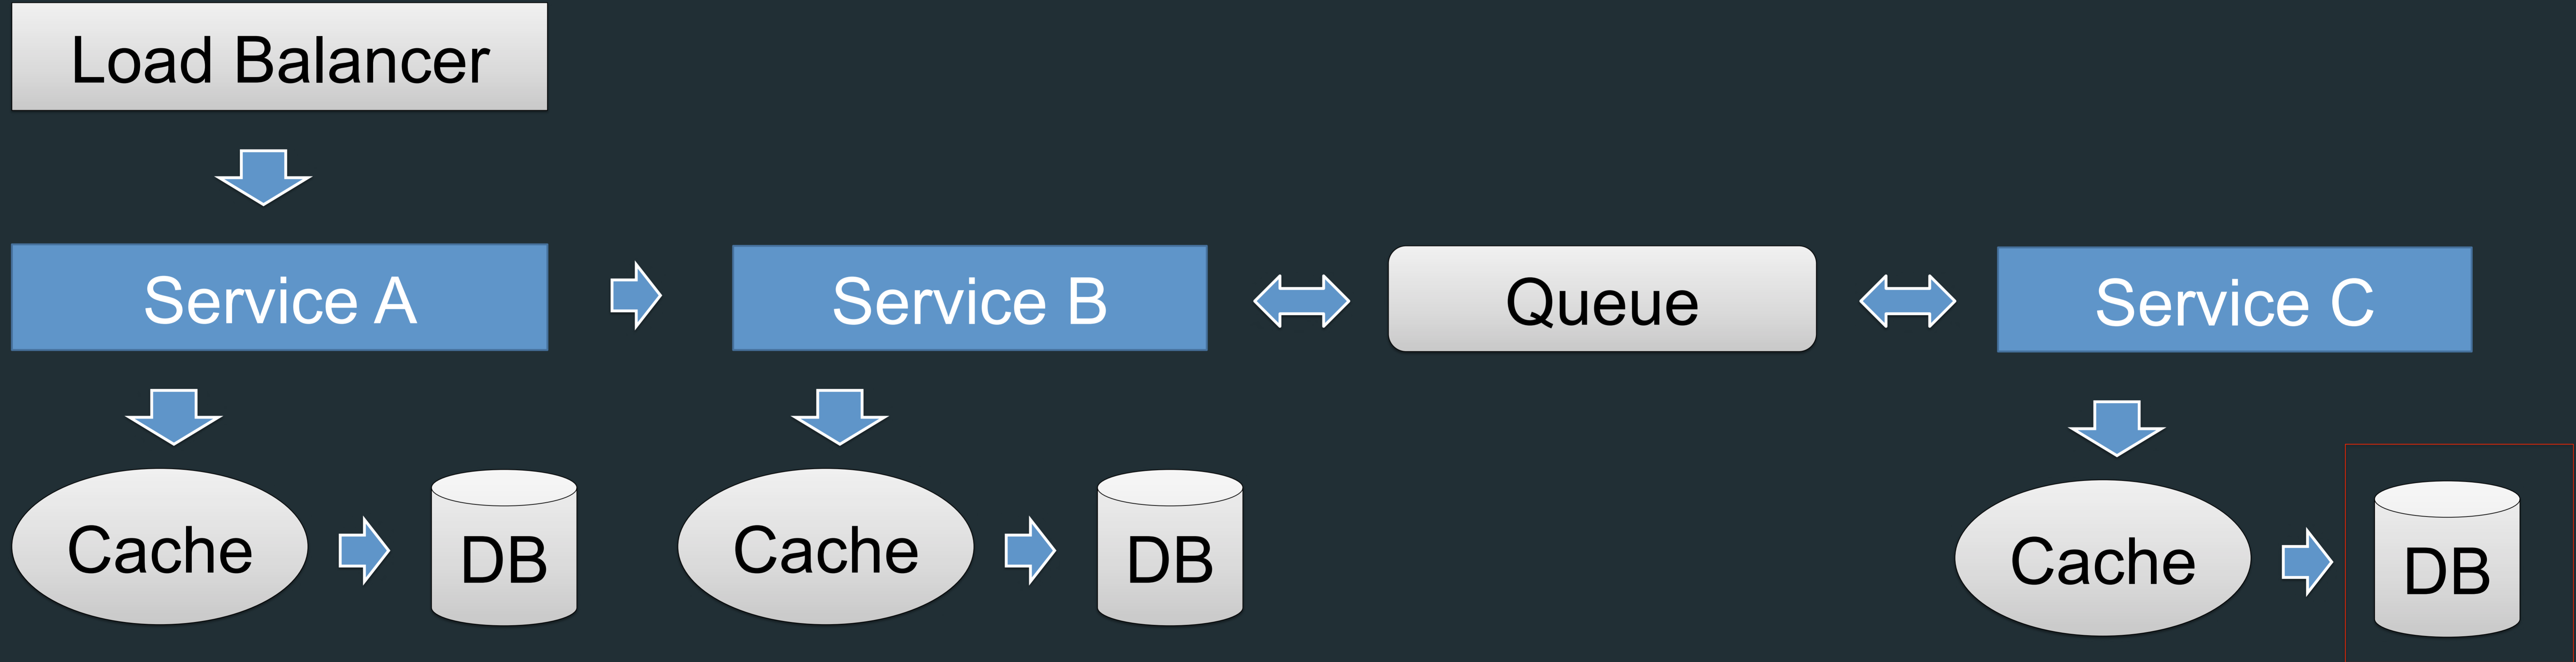 Load Balancer
Service A
Service B
Queue
Service C
Cache
DB
Cache
DB
Cache
DB